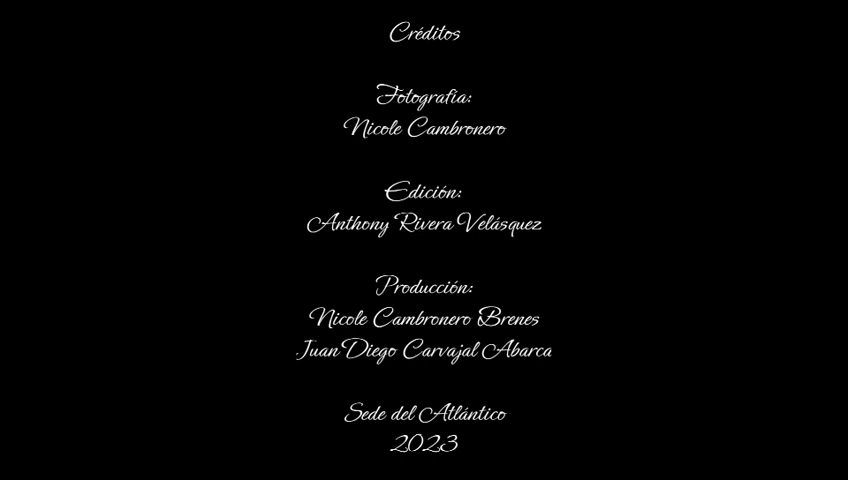 Créditos
Fotografía:
Nicole Cambronero
Edición:
Anthony Rivera Velásquez
Producción:
Nicole Cambronero Brenes
Juan Diego Carvajal Abarca
Sede del Atlántico
2023